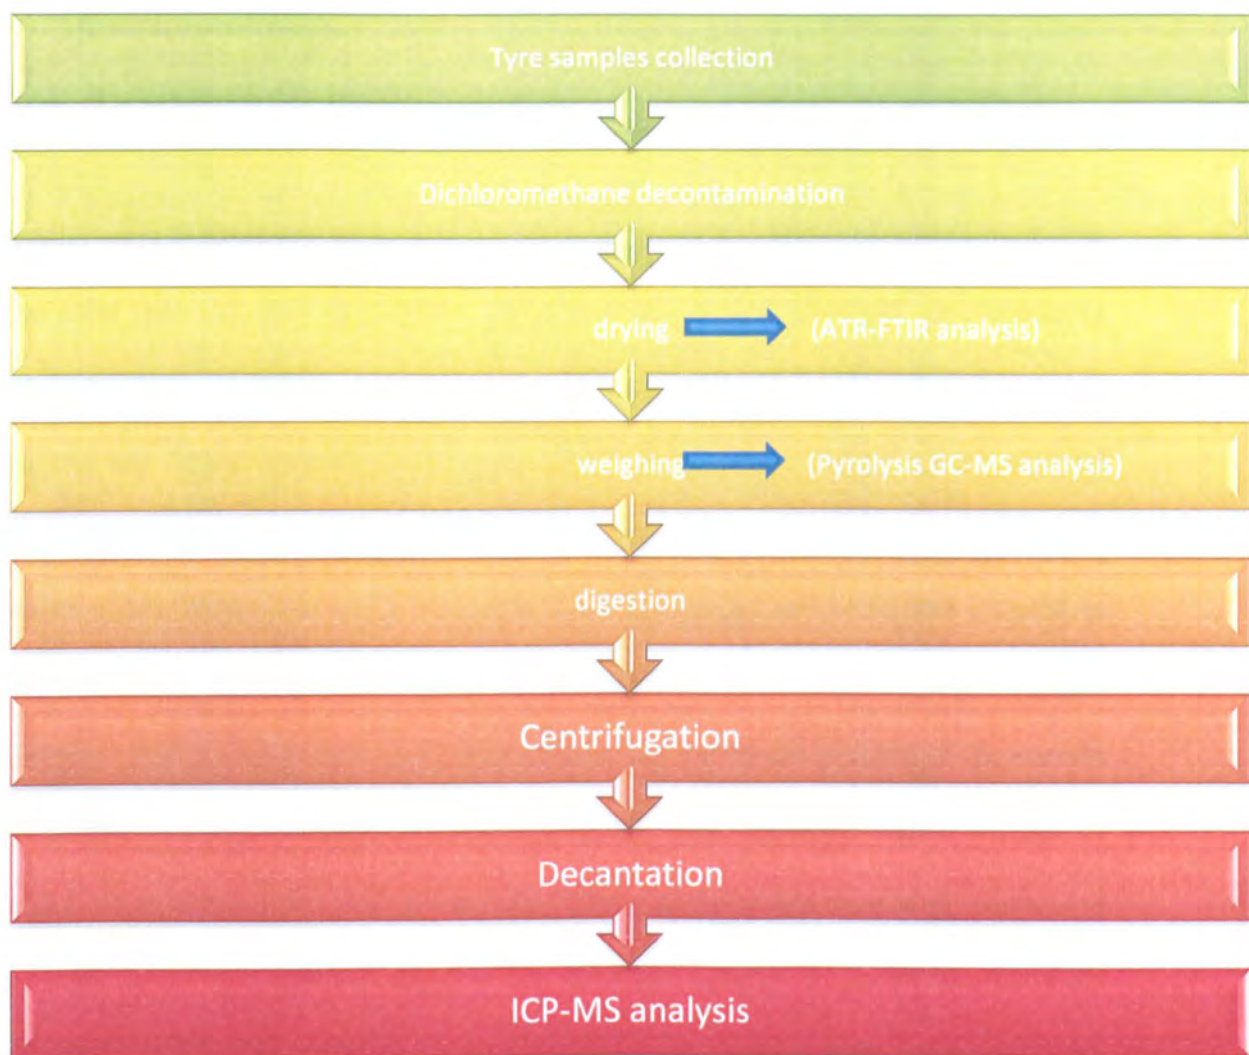 Tyre samples collection
Dichloromethane decontamination
drying (ATR-FTIR analysis)
weighing (Pyrolysis GC-MS analysis)
digestion
Centrifugation
Decantation
ICP-MS analysis